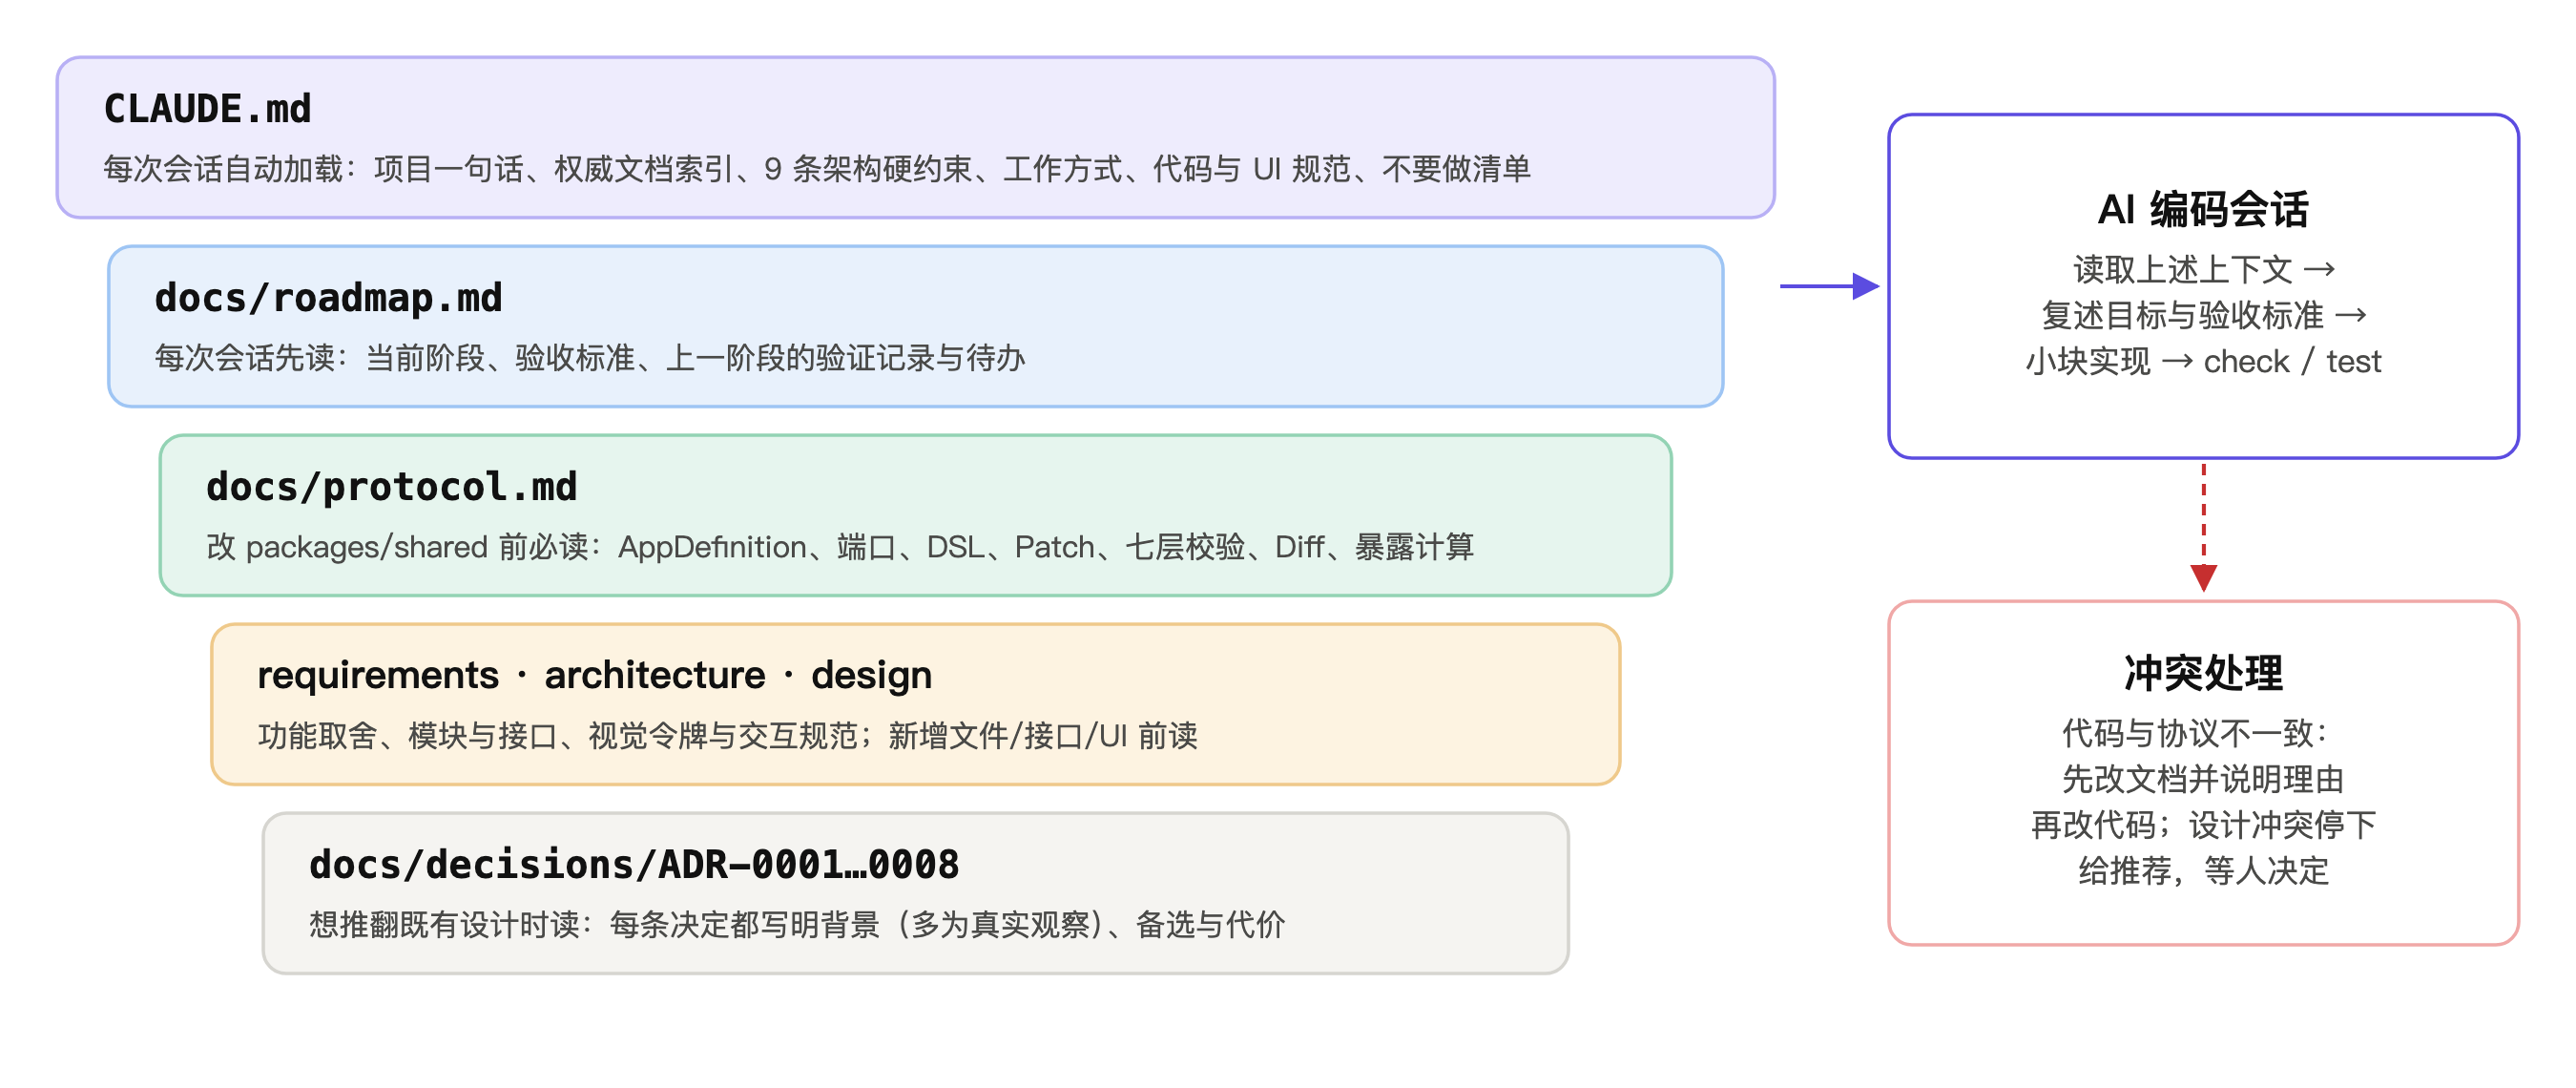 CLAUDE.md
每次会话自动加载：项目一句话、权威文档索引、9 条架构硬约束、工作方式、代码与 UI 规范、不要做清单
docs/roadmap.md
每次会话先读：当前阶段、验收标准、上一阶段的验证记录与待办
docs/protocol.md
改 packages/shared 前必读：AppDefinition、端口、DSL、Patch、七层校验、Diff、暴露计算
requirements · architecture · design
功能取舍、模块与接口、视觉令牌与交互规范；新增文件/接口/UI 前读
docs/decisions/ADR-0001…0008
想推翻既有设计时读：每条决定都写明背景（多为真实观察）、备选与代价
AI 编码会话
读取上述上下文 →
复述目标与验收标准 →
小块实现 → check / test
冲突处理
代码与协议不一致：
先改文档并说明理由
再改代码；设计冲突停下
给推荐，等人决定